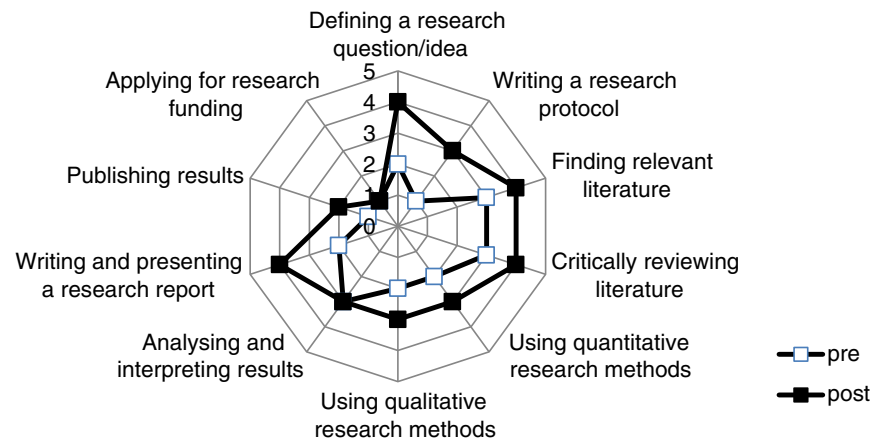 Defining a research
question/idea
Applying for research
funding
Writing a research
protocol
5
4
3
2
1
0
Publishing results
Finding relevant
literature
Writing and presenting
a research report
Critically reviewing
literature
Analysing and
interpreting results
Using quantitative
research methods
Using qualitative
research methods
pre
post